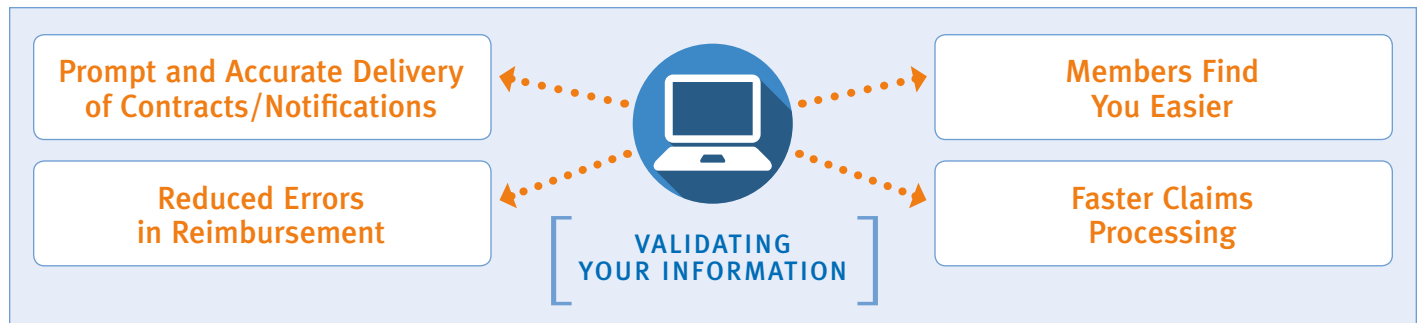 Prompt and Accurate Delivery
of Contracts/Notifications
Reduced Errors
in Reimbursement
VALIDATING
YOUR INFORMATION
Members Find
You Easier
Faster Claims
Processing